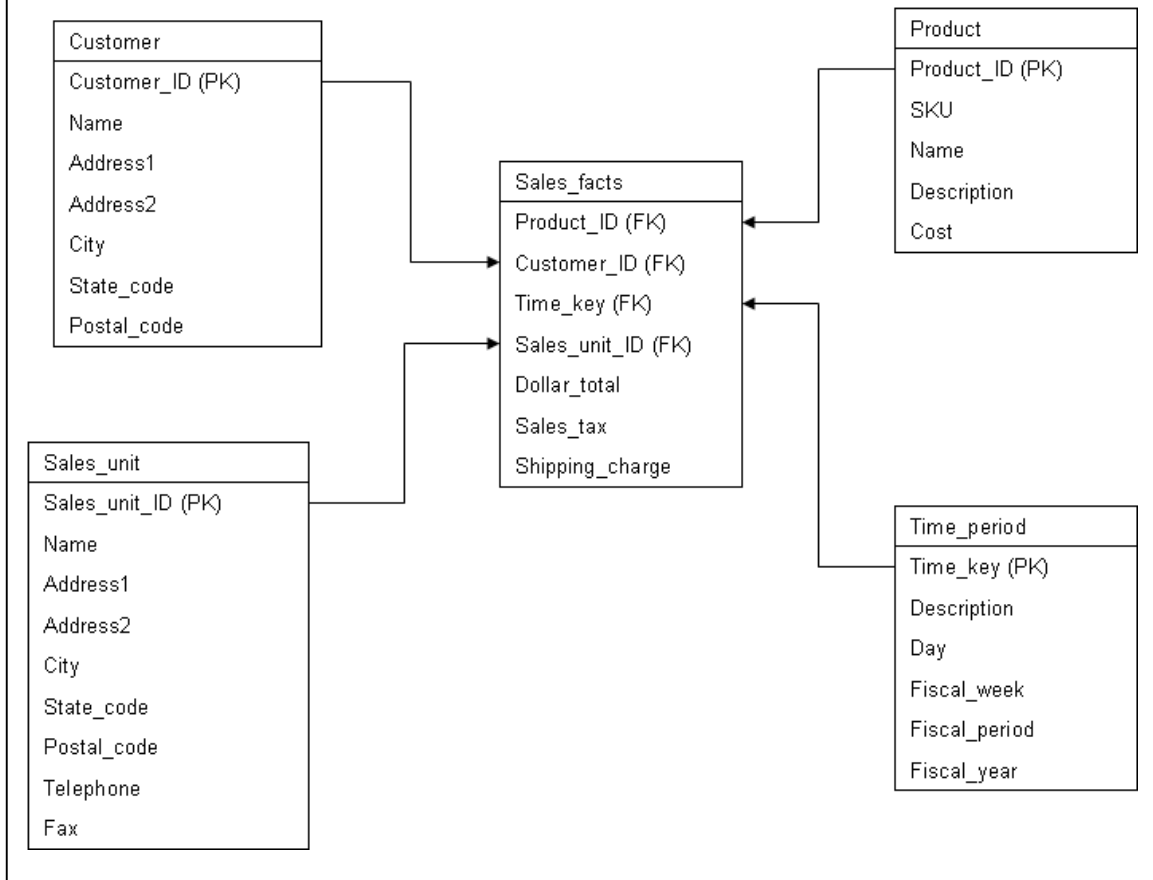 Customer
Customer_ID (PK)
Name
Address1
Address2
City
State_code
Postal_code
Product
Product_ID (PK)
SKU
Name
Description
Cost
Sales_facts
Product_ID (FK)
Customer_ID (FK)
Time_key (FK)
Sales_unit_ID (FK)
Dollar_total
Sales_tax
Shipping_charge
Sales_unit
Sales_unit_ID (PK)
Name
Address1
Address2
City
State_code
Postal_code
Telephone
Fax
Time_period
Time_key (PK)
Description
Day
Fiscal_week
Fiscal_period
Fiscal_year